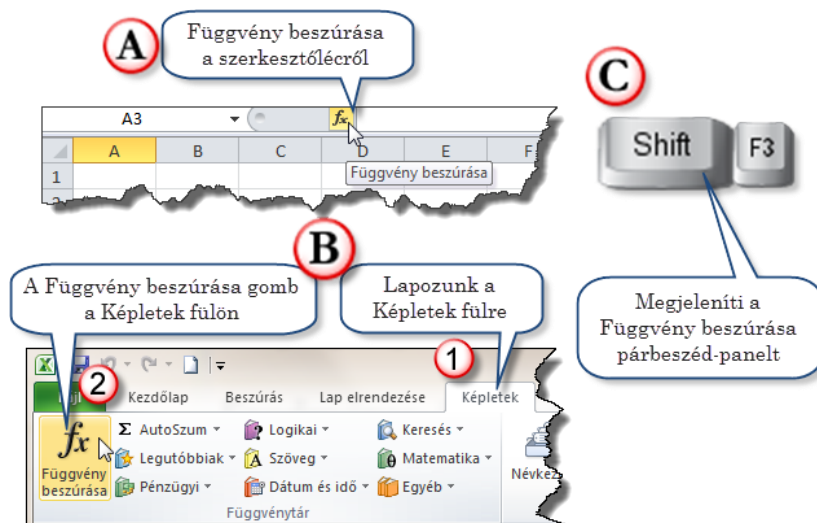 A
Függvény beszúrása
a szerkesztőlécről
A3
fx
A B C D E F
1
Függvény beszúrása
C
Shift F3
Megjeleníti a
Függvény beszúrása
párbeszéd-panelt
B
A Függvény beszúrása gomb
a Képletek fülön
Lapozunk a
Képletek fülre
1
2
Kezdőlap Beszúrás Lap elrendezése Képletek
fx
Függvény
beszúrása
Σ AutoSzum Logikai Keresés
Legutóbbiak Szöveg Matematika
Pénzügyi Dátum és idő Egyéb
Függvénytár